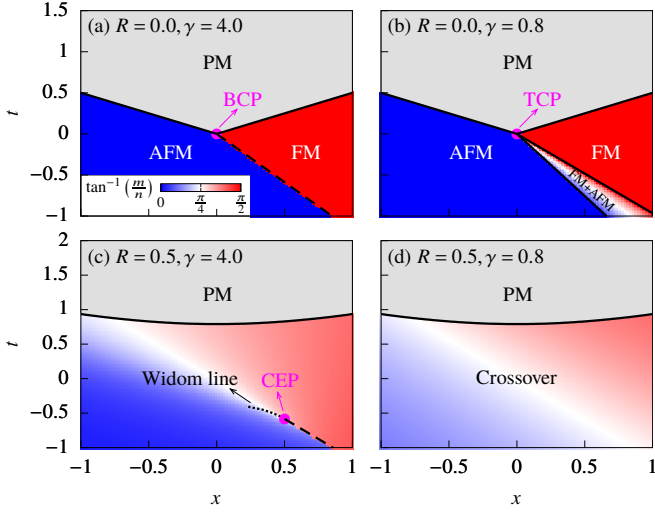 (a) R = 0.0, γ = 4.0
PM
BCP
AFM
FM
tan⁻¹ (m/n)
0
π/4
π/2
1.5
1
0.5
0
−0.5
−1
t
(b) R = 0.0, γ = 0.8
PM
TCP
AFM
FM
FM+AFM
(c) R = 0.5, γ = 4.0
PM
Widom line
CEP
2
1.5
1
0.5
0
−0.5
−1
t
−1
−0.5
0
0.5
1
x
(d) R = 0.5, γ = 0.8
PM
Crossover
−1
−0.5
0
0.5
1
x